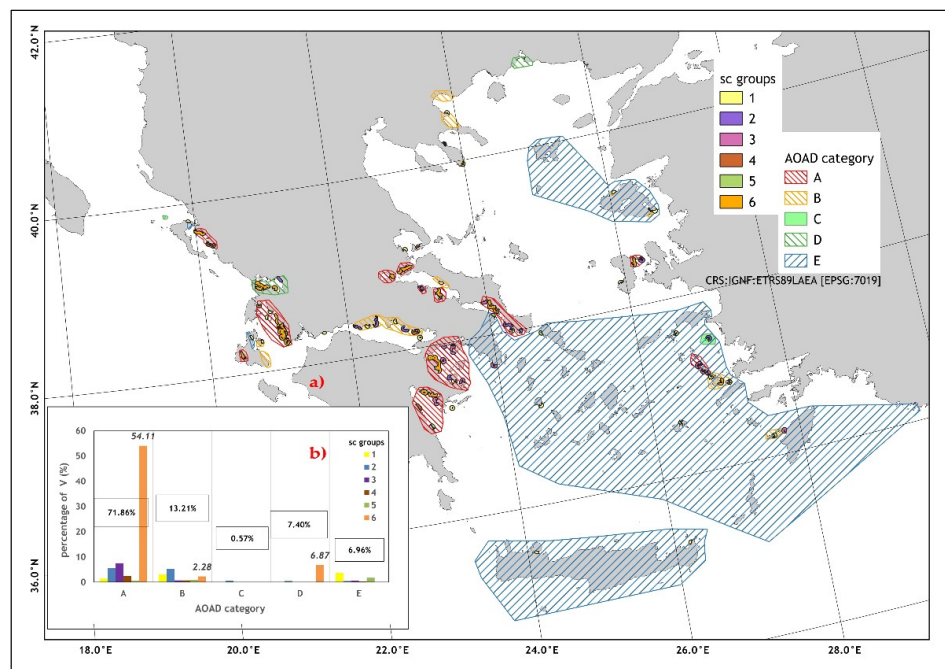 42.0°N
40.0°N
38.0°N
36.0°N
18.0°E
20.0°E
22.0°E
24.0°E
26.0°E
28.0°E
sc groups
1
2
3
4
5
6
AOAD category
A
B
C
D
E
CRS:IGNF:ETRS89LAEA [EPSG:7019]
a)
b)
percentage of V (%)
60
50
40
30
20
10
0
54.11
71.86%
13.21%
2.28
0.57%
7.40%
6.87
6.96%
sc groups
1
2
3
4
5
6
A
B
C
D
E
AOAD category